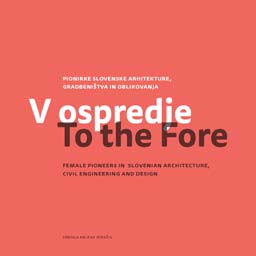 PIONIRKE SLOVENSKE ARHITEKTURE,
GRADBENIŠTVA IN OBLIKOVANJA
V ospredje
To the Fore
FEMALE PIONEERS IN SLOVENIAN ARCHITECTURE,
CIVIL ENGINEERING AND DESIGN